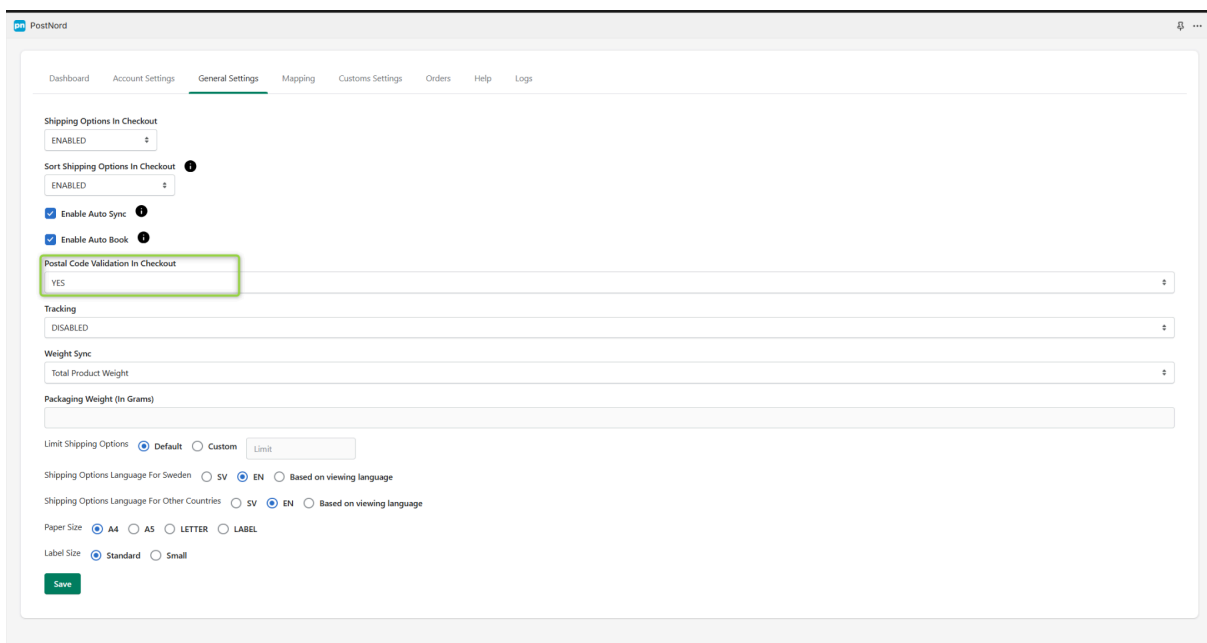 pn PostNord
Dashboard Account Settings General Settings Mapping Customs Settings Orders Help Logs
Shipping Options In Checkout
ENABLED
Sort Shipping Options In Checkout
ENABLED
Enable Auto Sync
Enable Auto Book
Postal Code Validation In Checkout
YES
Tracking
DISABLED
Weight Sync
Total Product Weight
Packaging Weight (In Grams)
Limit Shipping Options Default Custom Limit
Shipping Options Language For Sweden SV EN Based on viewing language
Shipping Options Language For Other Countries SV EN Based on viewing language
Paper Size A4 A5 LETTER LABEL
Label Size Standard Small
Save